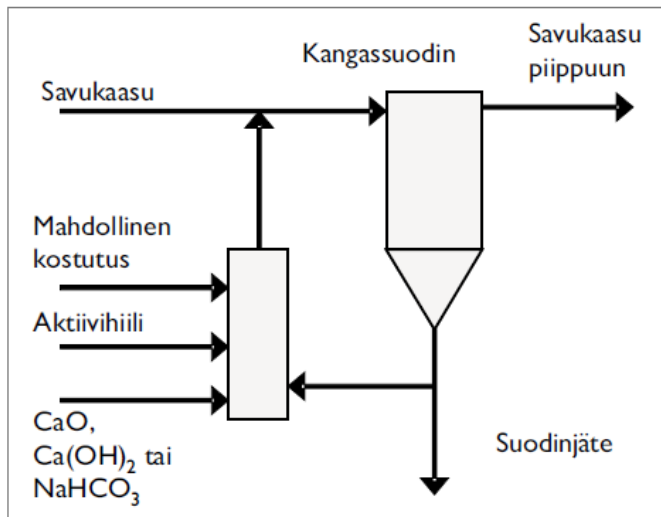 Savukaasu
piippuun
Kangassuodin
Savukaasu
Mahdollinen
kostutus
Aktiivihiili
CaO,
Ca(OH)₂ tai
NaHCO₃
Suodinjäte